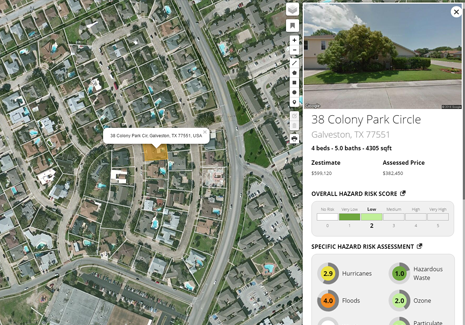 38 Colony Park Cir, Galveston, TX 77551, USA
Google
38 Colony Park Circle
Galveston, TX 77551
4 beds - 5.0 baths - 4305 sqft
Zestimate Assessed Price
$599,120 $382,450
OVERALL HAZARD RISK SCORE
No Risk Very Low Low Medium High Very High
0 1 2 3 4 5
SPECIFIC HAZARD RISK ASSESSMENT
2.9 Hurricanes
1.0 Hazardous
Waste
4.0 Floods
2.0 Ozone
Particulate